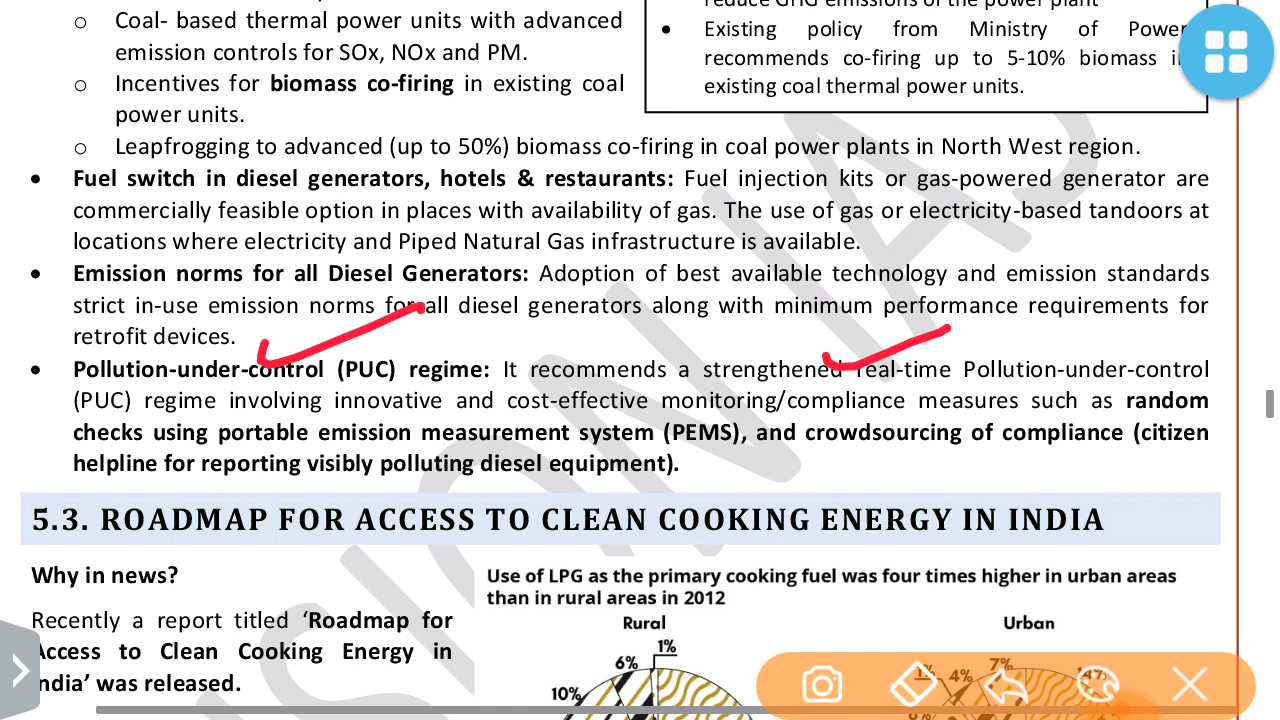 reduce GHG emissions of the power plant
o Coal- based thermal power units with advanced
emission controls for SOx, NOx and PM.
o Incentives for biomass co-firing in existing coal
power units.
• Existing policy from Ministry of Power
recommends co-firing up to 5-10% biomass in
existing coal thermal power units.
o Leapfrogging to advanced (up to 50%) biomass co-firing in coal power plants in North West region.
• Fuel switch in diesel generators, hotels & restaurants: Fuel injection kits or gas-powered generator are
commercially feasible option in places with availability of gas. The use of gas or electricity-based tandoors at
locations where electricity and Piped Natural Gas infrastructure is available.
• Emission norms for all Diesel Generators: Adoption of best available technology and emission standards
strict in-use emission norms for all diesel generators along with minimum performance requirements for
retrofit devices.
• Pollution-under-control (PUC) regime: It recommends a strengthened real-time Pollution-under-control
(PUC) regime involving innovative and cost-effective monitoring/compliance measures such as random
checks using portable emission measurement system (PEMS), and crowdsourcing of compliance (citizen
helpline for reporting visibly polluting diesel equipment).
5.3. ROADMAP FOR ACCESS TO CLEAN COOKING ENERGY IN INDIA
Why in news?
Recently a report titled ‘Roadmap for
Access to Clean Cooking Energy in
India’ was released.
Use of LPG as the primary cooking fuel was four times higher in urban areas
than in rural areas in 2012
Rural
Urban
1%
6%
10%
1%
4%
7%
14%